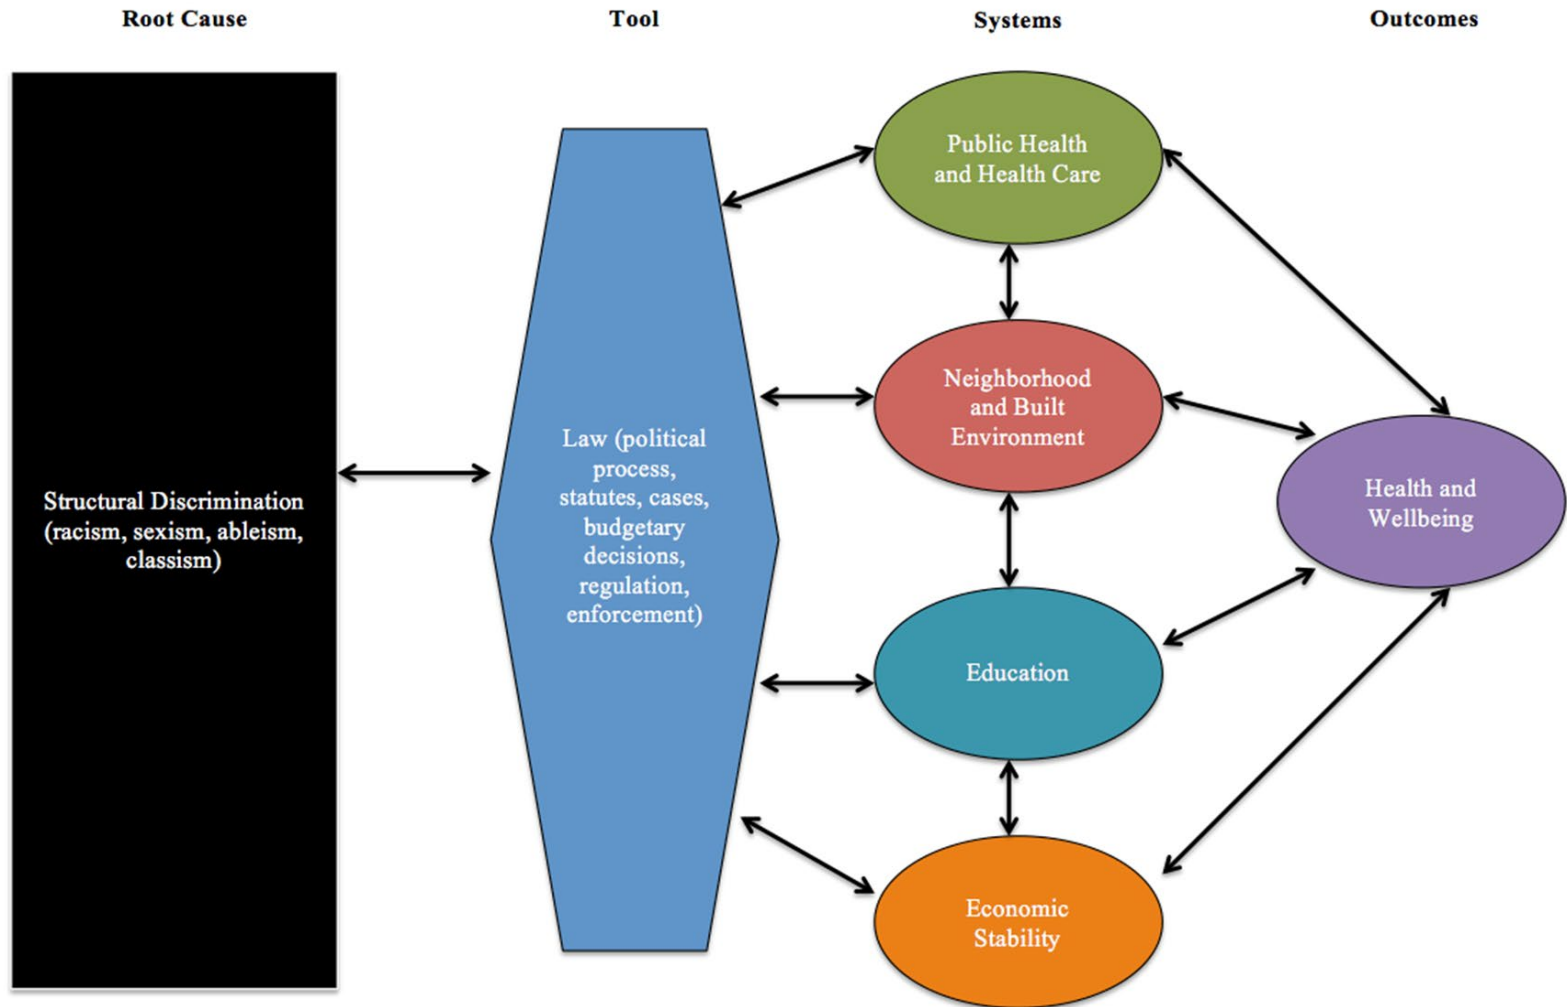 Root Cause
Tool
Systems
Outcomes
Structural Discrimination
(racism, sexism, ableism,
classism)
Law (political
process,
statutes, cases,
budgetary
decisions,
regulation,
enforcement)
Public Health
and Health Care
Neighborhood
and Built
Environment
Education
Economic
Stability
Health and
Wellbeing